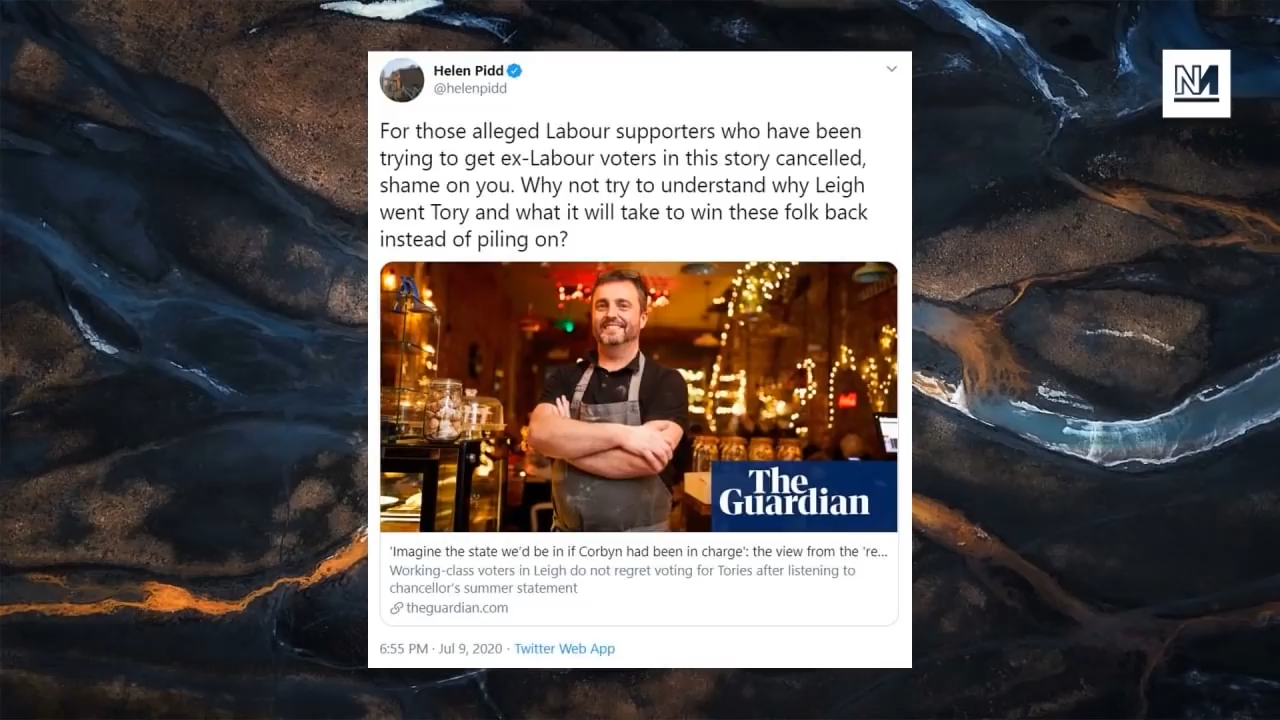 Helen Pidd
@helenpidd
NM
For those alleged Labour supporters who have been
trying to get ex-Labour voters in this story cancelled,
shame on you. Why not try to understand why Leigh
went Tory and what it will take to win these folk back
instead of piling on?
The
Guardian
'Imagine the state we'd be in if Corbyn had been in charge': the view from the 're...
Working-class voters in Leigh do not regret voting for Tories after listening to
chancellor's summer statement
theguardian.com
6:55 PM · Jul 9, 2020 · Twitter Web App